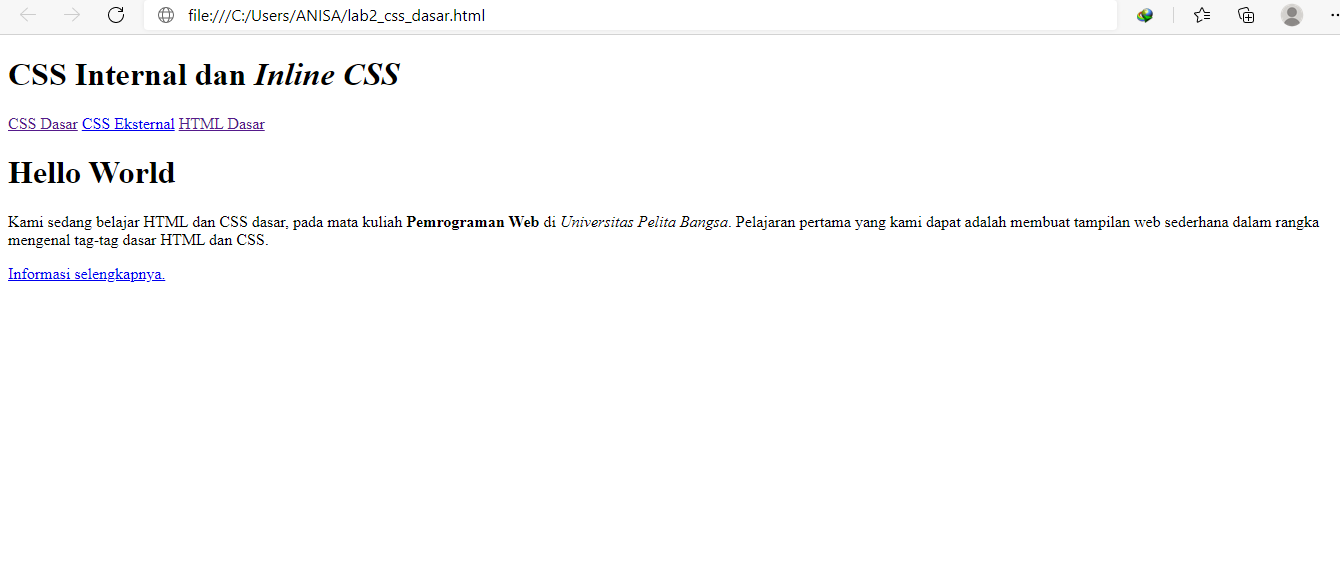 file:///C:/Users/ANISA/lab2_css_dasar.html
CSS Internal dan Inline CSS
CSS Dasar CSS Eksternal HTML Dasar
Hello World
Kami sedang belajar HTML dan CSS dasar, pada mata kuliah Pemrograman Web di Universitas Pelita Bangsa. Pelajaran pertama yang kami dapat adalah membuat tampilan web sederhana dalam rangka
mengenal tag-tag dasar HTML dan CSS.
Informasi selengkapnya.